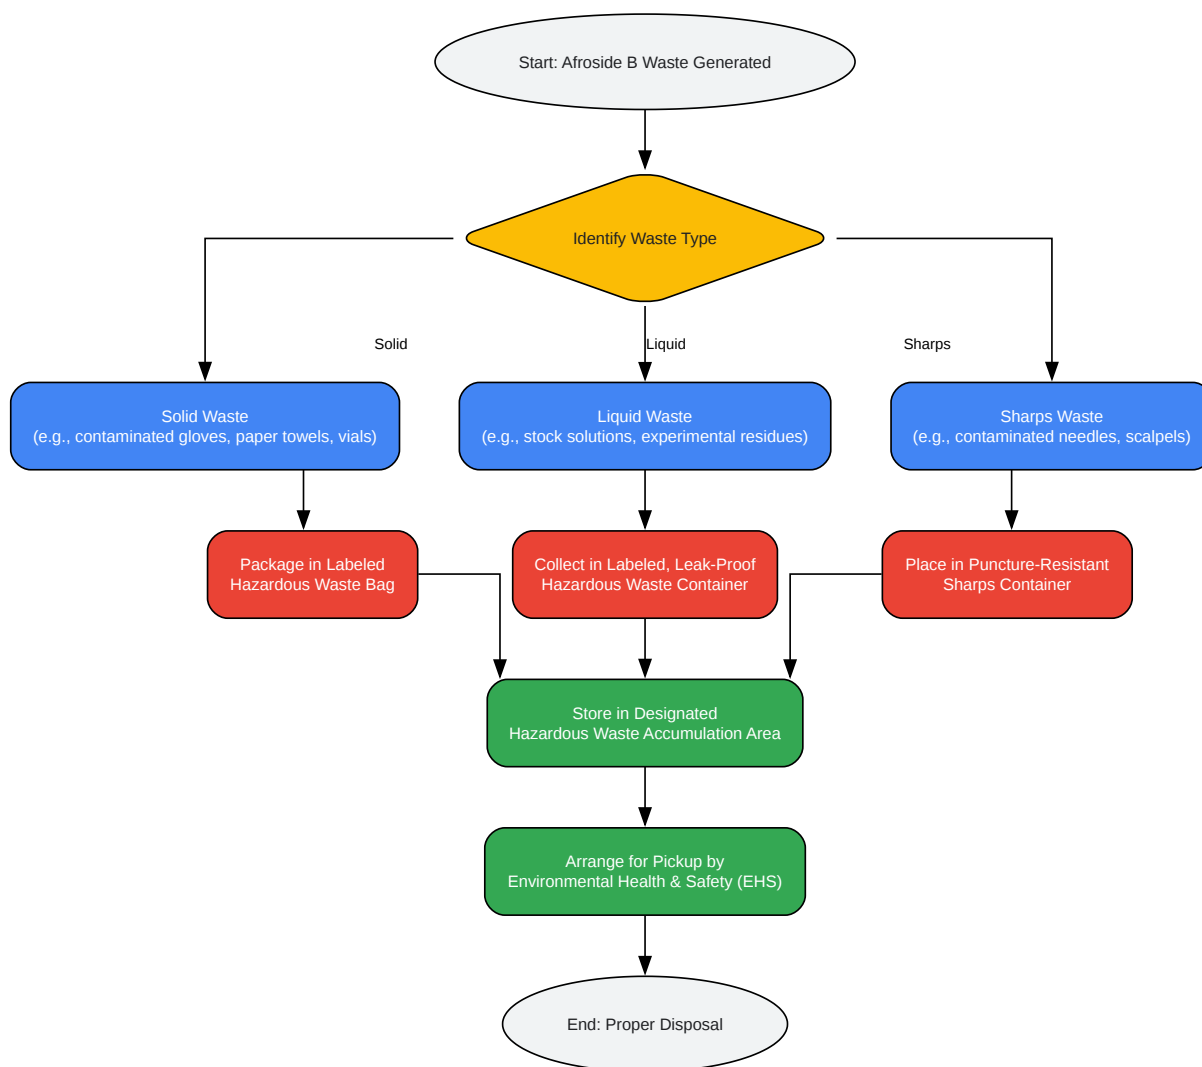 Start: Afroside B Waste Generated
Identify Waste Type
Solid
Liquid
Sharps
Solid Waste
(e.g., contaminated gloves, paper towels, vials)
Liquid Waste
(e.g., stock solutions, experimental residues)
Sharps Waste
(e.g., contaminated needles, scalpels)
Package in Labeled
Hazardous Waste Bag
Collect in Labeled, Leak-Proof
Hazardous Waste Container
Place in Puncture-Resistant
Sharps Container
Store in Designated
Hazardous Waste Accumulation Area
Arrange for Pickup by
Environmental Health & Safety (EHS)
End: Proper Disposal